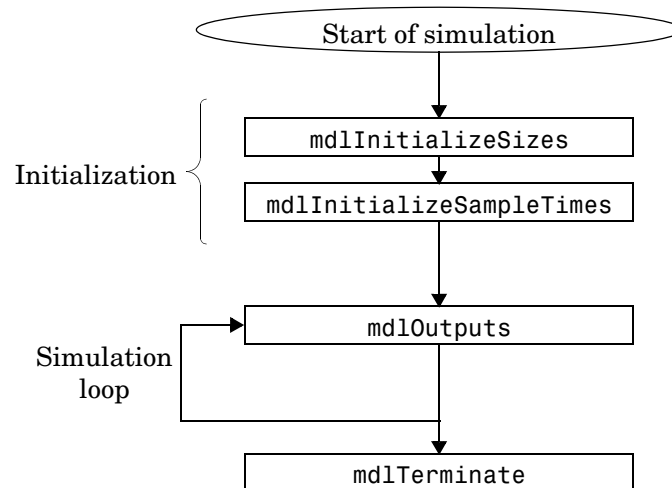 Start of simulation
mdlInitializeSizes
Initialization
mdlInitializeSampleTimes
mdlOutputs
Simulation
loop
mdlTerminate